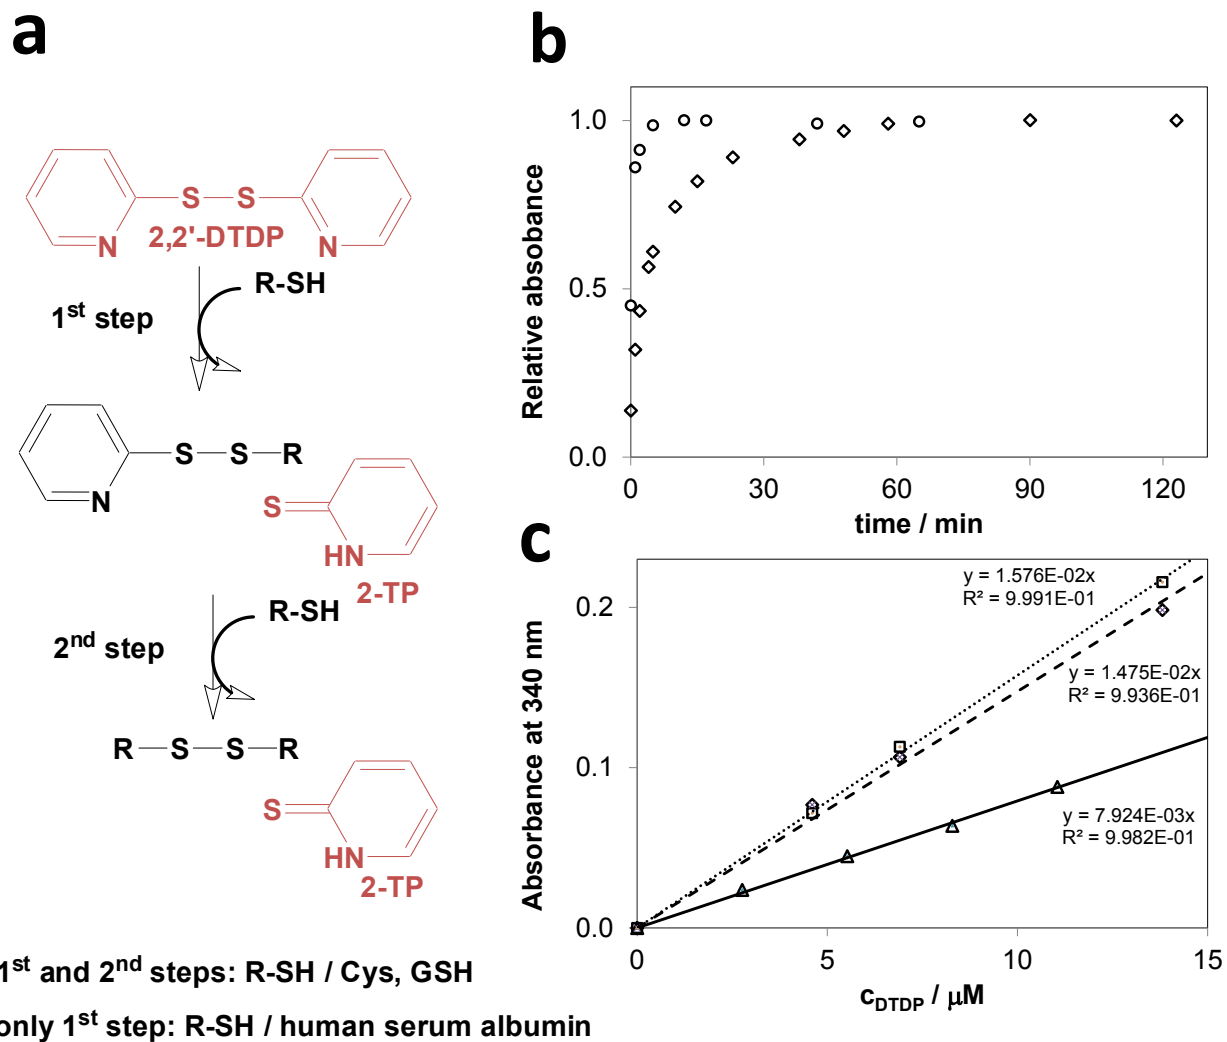 a
S
S
N
2,2'-DTDP
N
R-SH
1st step
S
S
R
N
S
HN
2-TP
R-SH
2nd step
R
S
S
R
S
HN
2-TP
1st and 2nd steps: R-SH / Cys, GSH
only 1st step: R-SH / human serum albumin
b
Relative absobance
1.0
0.5
0.0
0
30
60
90
120
time / min
c
Absorbance at 340 nm
0.2
0.1
0.0
y = 1.576E-02x
R² = 9.991E-01
y = 1.475E-02x
R² = 9.936E-01
y = 7.924E-03x
R² = 9.982E-01
0
5
10
15
cDTDP / μM